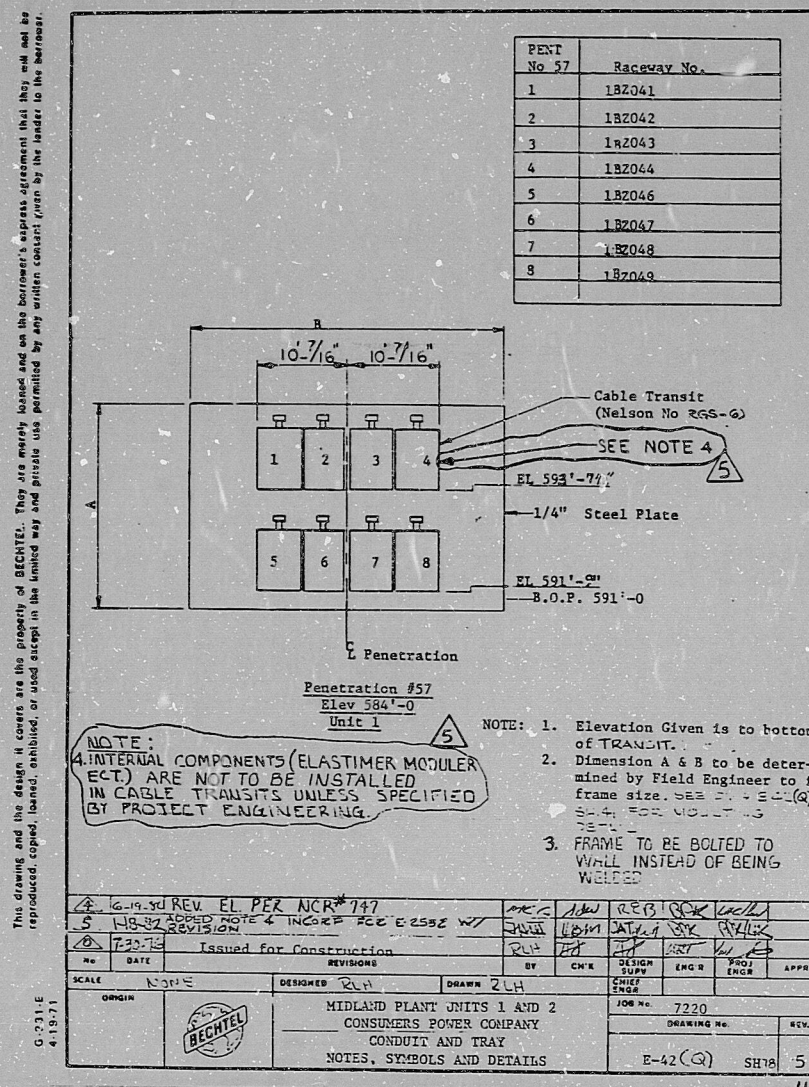 This drawing and the design it covers are the property of BECHTEL. They are merely loaned and on the borrower's express agreement that they will not be
reproduced, copied, loaned, exhibited, or used except in the limited way and private use permitted by any written consent given by the lender to the borrower.
PENT
No 57
Raceway No.
1 1BZ041
2 1BZ042
3 1BZ043
4 1BZ044
5 1BZ046
6 1BZ047
7 1BZ048
8 1BZ049
B
10'-7/16" 10'-7/16"
A
Cable Transit
(Nelson No RGS-6)
1 2 3 4
SEE NOTE 4
5
EL 593'-7
1/4" Steel Plate
5 6 7 8
EL 591'-
B.O.P. 591'-0
CL Penetration
Penetration #57
Elev 584'-0
Unit 1
5
NOTE:
4. INTERNAL COMPONENTS (ELASTIMER MODULER
ECT.) ARE NOT TO BE INSTALLED
IN CABLE TRANSITS UNLESS SPECIFIED
BY PROJECT ENGINEERING.
NOTE: 1. Elevation Given is to bottom
of TRANSIT.
2. Dimension A & B to be deter-
mined by Field Engineer to
frame size. SEE
3. FRAME TO BE BOLTED TO
WALL INSTEAD OF BEING
WELDED
4 6-19- REV. EL. PER NCR# 747
5 ADDED NOTE 4 INCORP FCR E-2552
REVISION
0 Issued for Construction RLH
No DATE REVISIONS BY CH'K DESIGN SUPV ENG'R PROJ ENGR APPR
SCALE NONE DESIGNED RLH DRAWN RLH CHIEF ENGR
ORIGIN
BECHTEL
MIDLAND PLANT UNITS 1 AND 2
CONSUMERS POWER COMPANY
CONDUIT AND TRAY
NOTES, SYMBOLS AND DETAILS
JOB No. 7220
DRAWING No. REV.
E-42(Q) SH78 5
G-231-E
4-19-71